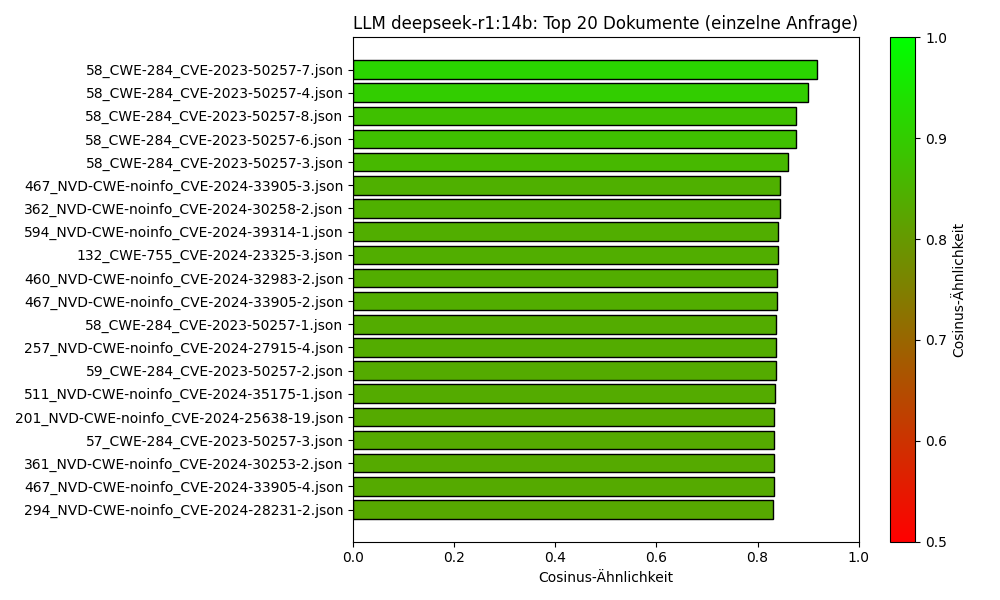 LLM deepseek-r1:14b: Top 20 Dokumente (einzelne Anfrage)
58_CWE-284_CVE-2023-50257-7.json
58_CWE-284_CVE-2023-50257-4.json
58_CWE-284_CVE-2023-50257-8.json
58_CWE-284_CVE-2023-50257-6.json
58_CWE-284_CVE-2023-50257-3.json
467_NVD-CWE-noinfo_CVE-2024-33905-3.json
362_NVD-CWE-noinfo_CVE-2024-30258-2.json
594_NVD-CWE-noinfo_CVE-2024-39314-1.json
132_CWE-755_CVE-2024-23325-3.json
460_NVD-CWE-noinfo_CVE-2024-32983-2.json
467_NVD-CWE-noinfo_CVE-2024-33905-2.json
58_CWE-284_CVE-2023-50257-1.json
257_NVD-CWE-noinfo_CVE-2024-27915-4.json
59_CWE-284_CVE-2023-50257-2.json
511_NVD-CWE-noinfo_CVE-2024-35175-1.json
201_NVD-CWE-noinfo_CVE-2024-25638-19.json
57_CWE-284_CVE-2023-50257-3.json
361_NVD-CWE-noinfo_CVE-2024-30253-2.json
467_NVD-CWE-noinfo_CVE-2024-33905-4.json
294_NVD-CWE-noinfo_CVE-2024-28231-2.json
0.0 0.2 0.4 0.6 0.8 1.0
Cosinus-Ähnlichkeit
1.0
0.9
0.8
0.7
0.6
0.5
Cosinus-Ähnlichkeit